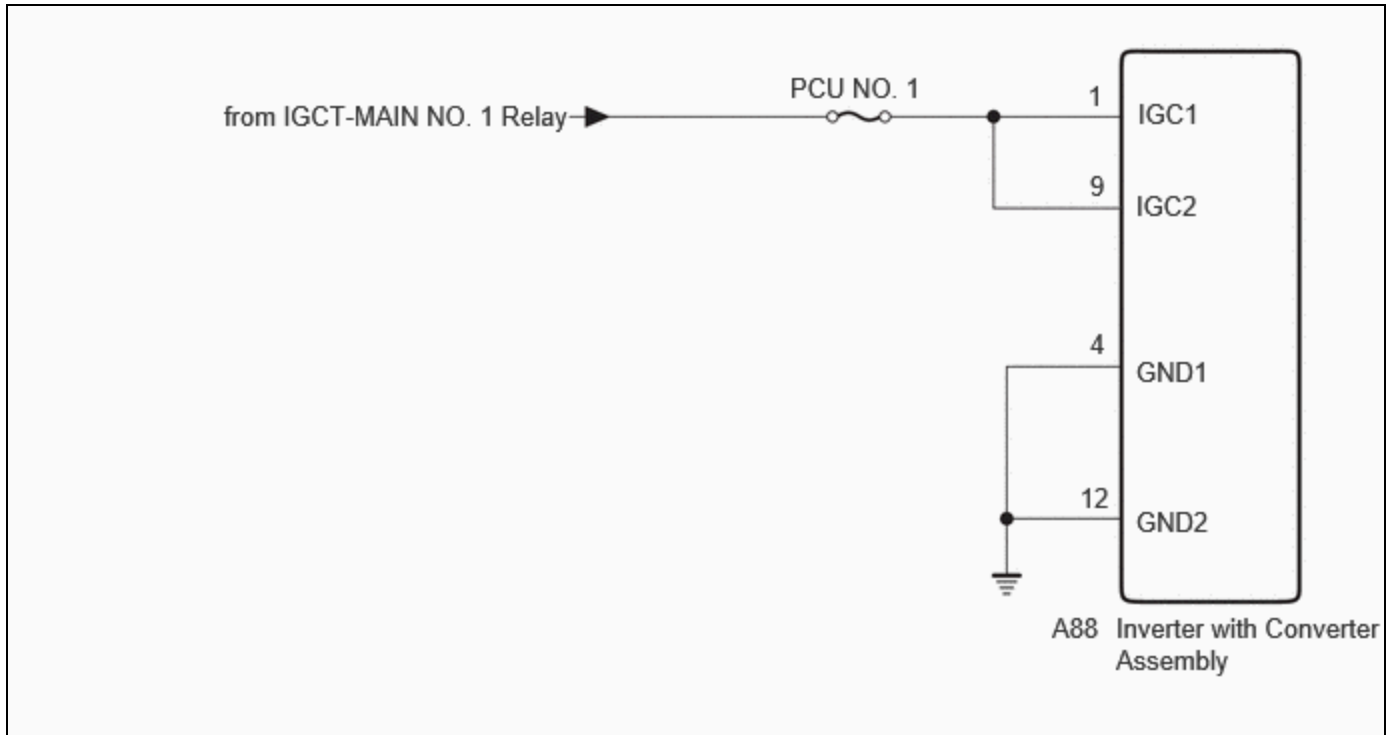 PCU NO. 1
from IGCT-MAIN NO. 1 Relay
1
IGC1
9
IGC2
4
GND1
12
GND2
A88 Inverter with Converter
Assembly